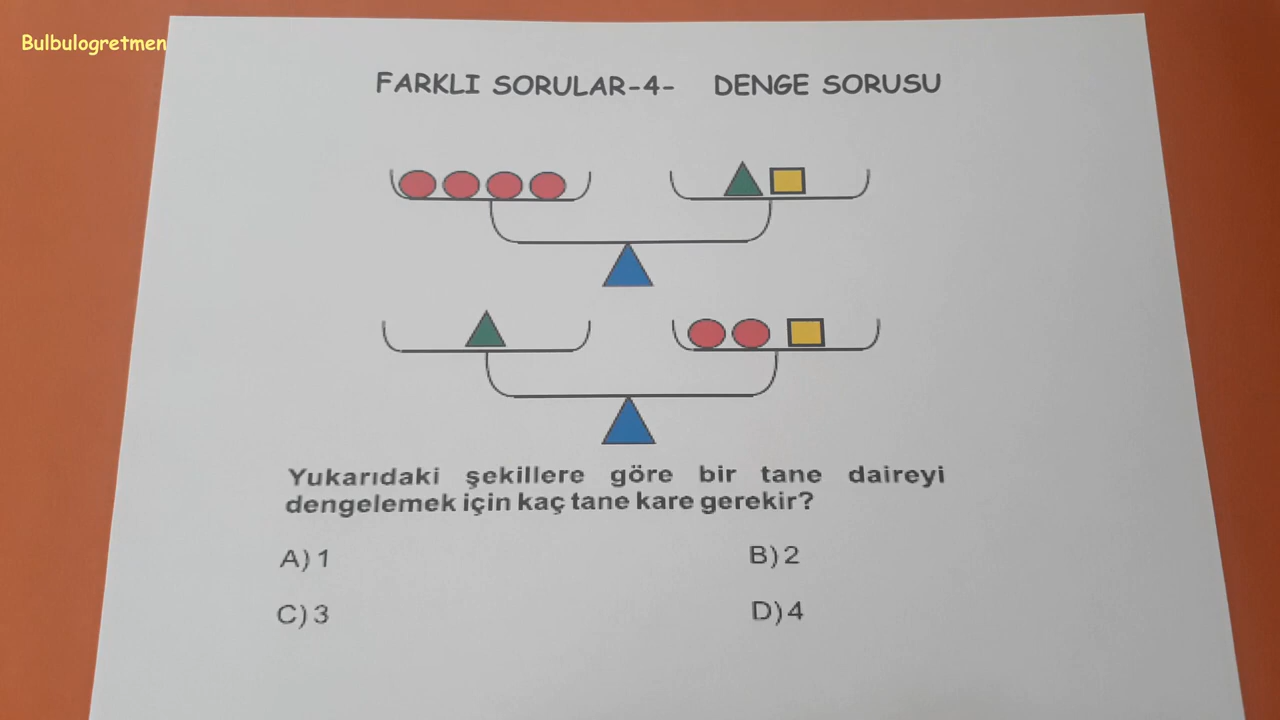 Bulbulogretmen
FARKLI SORULAR-4- DENGE SORUSU
Yukarıdaki şekillere göre bir tane daireyi
dengelemek için kaç tane kare gerekir?
A) 1
B) 2
C) 3
D) 4